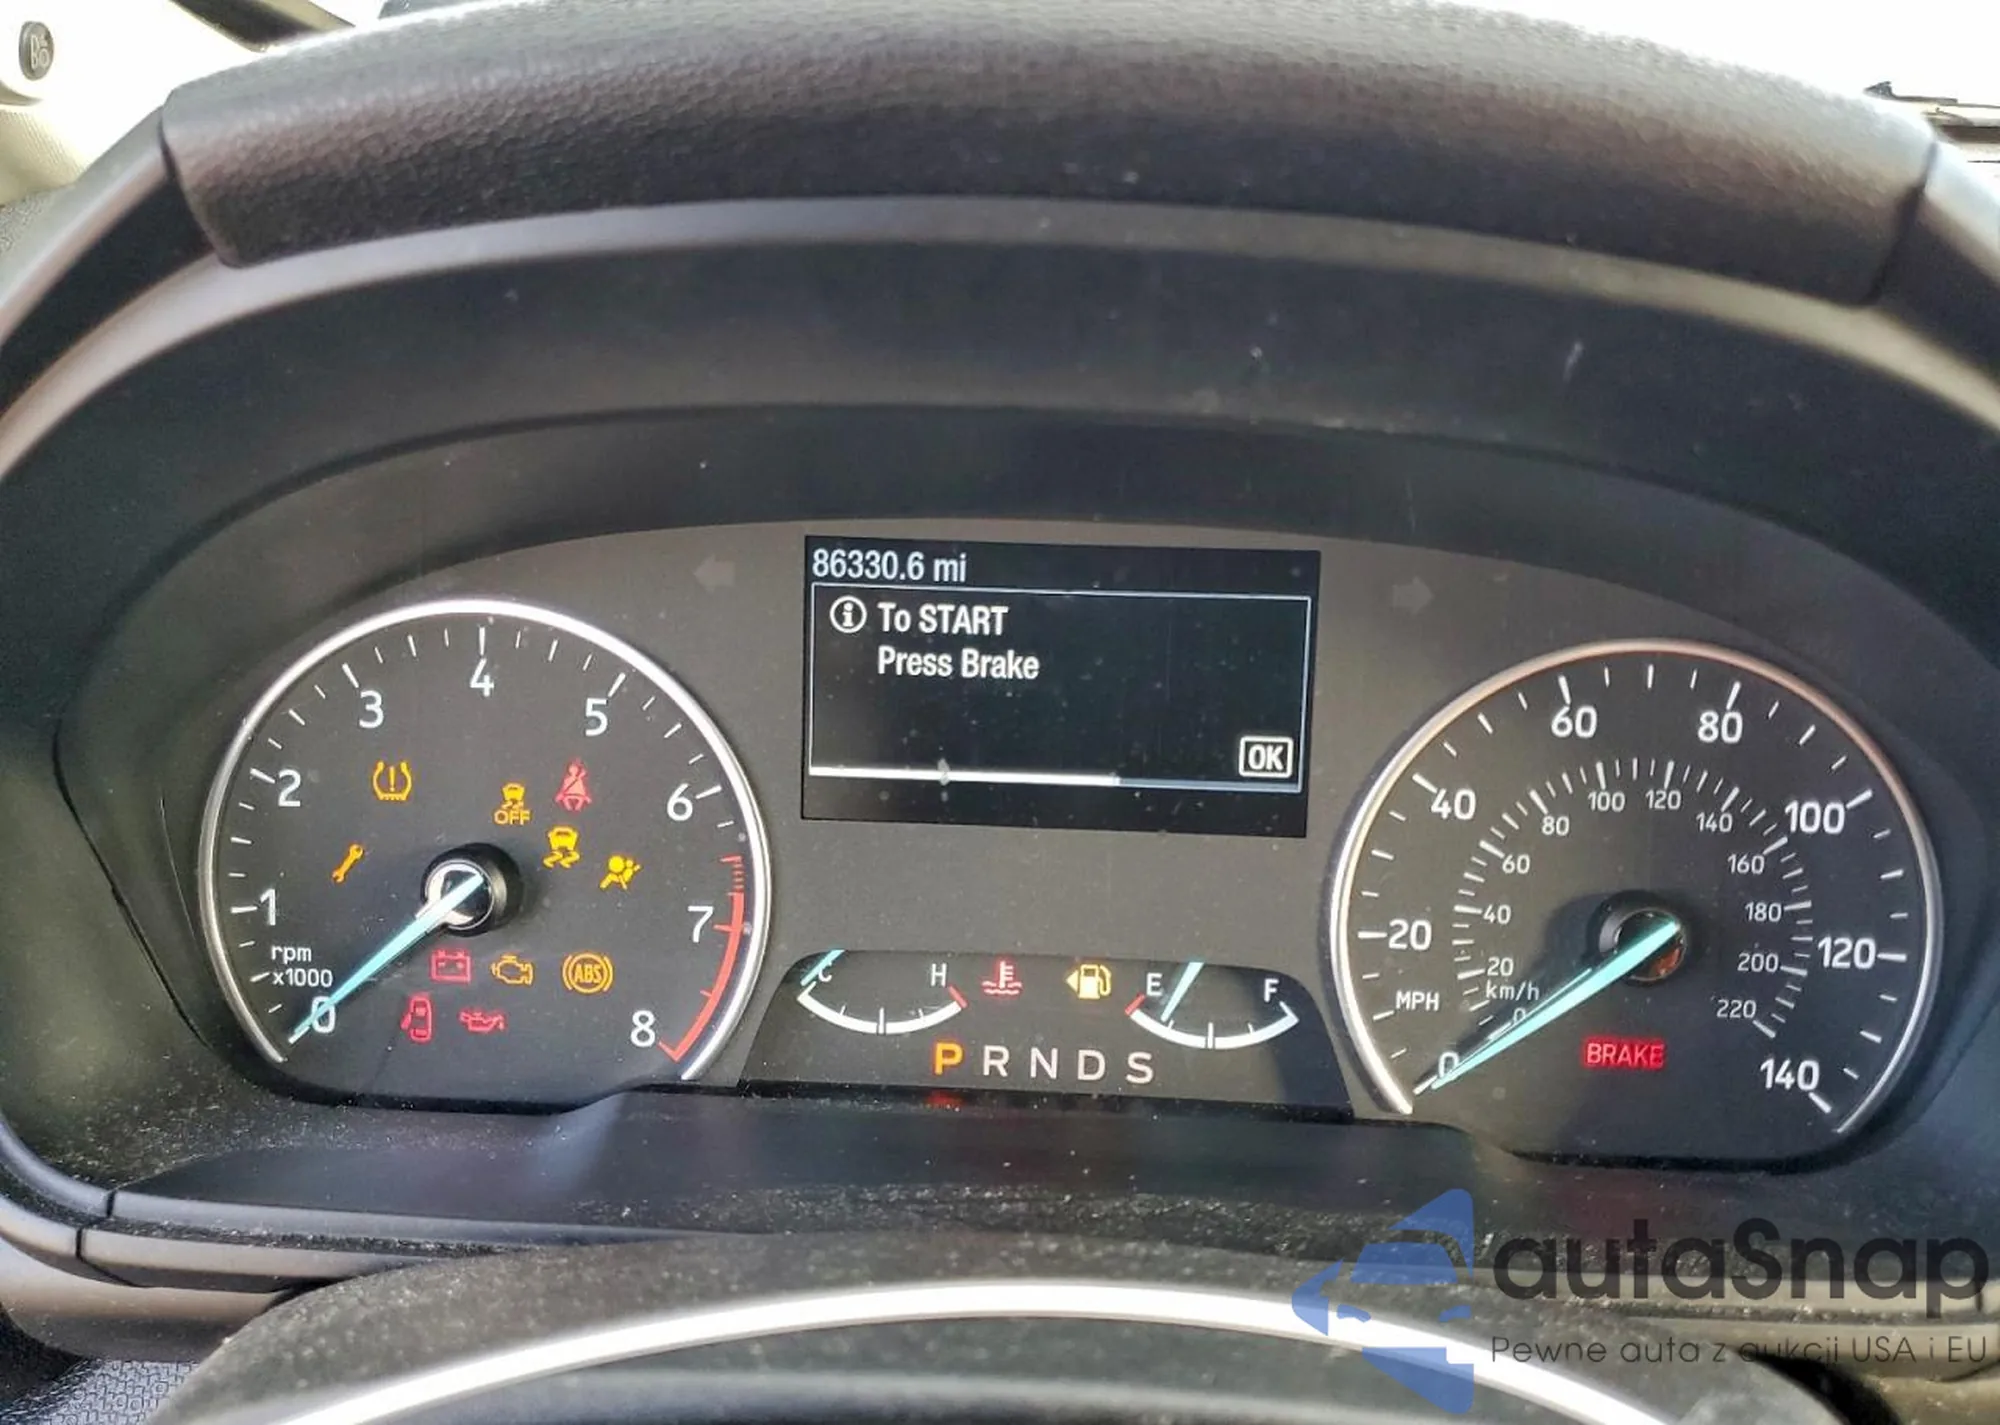 86330.6 mi
To START
Press Brake
OK
1
2
3
4
5
6
7
8
0
rpm
x1000
OFF
ABS
C
H
E
F
P R N D S
0
20
40
60
80
100
120
140
MPH
km/h
0
20
40
60
80
100
120
140
160
180
200
220
BRAKE
autaSnap
Pewne auta z aukcji USA i EU